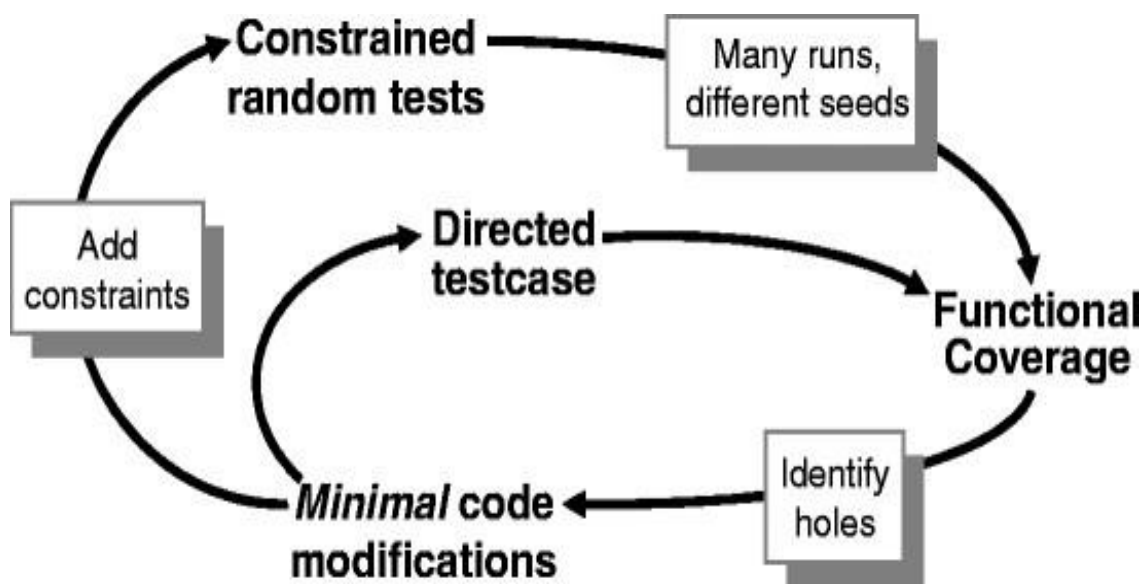 Constrained
random tests
Many runs,
different seeds
Add
constraints
Directed
testcase
Functional
Coverage
Identify
holes
Minimal code
modifications